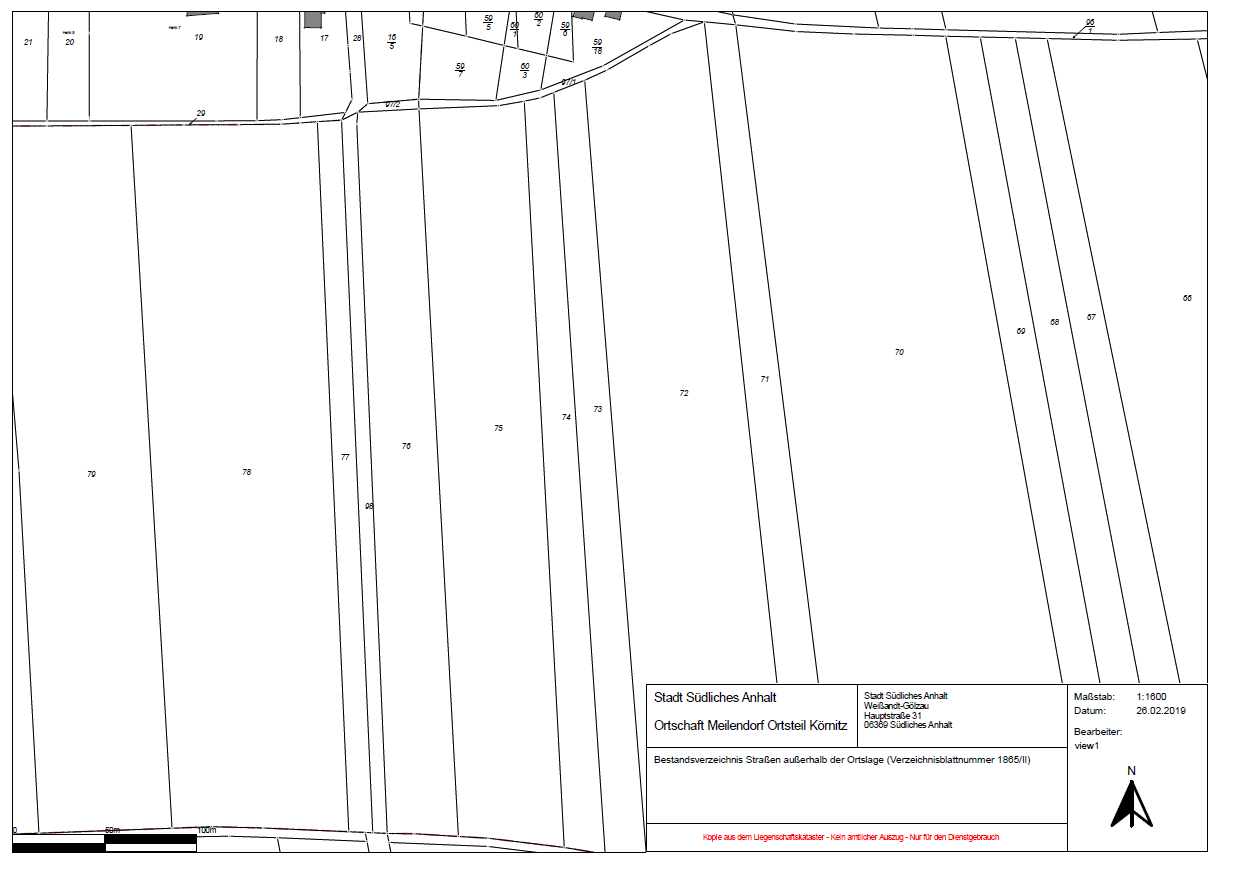 59
5
60
1
60
2
59
6
96
1
21
20
19
18
17
28
16
5
59
18
59
7
60
3
97/1
97/2
29
66
67
68
69
70
71
72
73
74
75
76
77
78
79
98
0
50m
100m
Stadt Südliches Anhalt
Ortschaft Meilendorf Ortsteil Körnitz
Stadt Südliches Anhalt
Weißandt-Gölzau
Hauptstraße 31
06369 Südliches Anhalt
Maßstab: 1:1600
Datum: 26.02.2019
Bearbeiter:
view1
Bestandsverzeichnis Straßen außerhalb der Ortslage (Verzeichnisblattnummer 1865/II)
N
Kopie aus dem Liegenschaftskataster - Kein amtlicher Auszug - Nur für den Dienstgebrauch